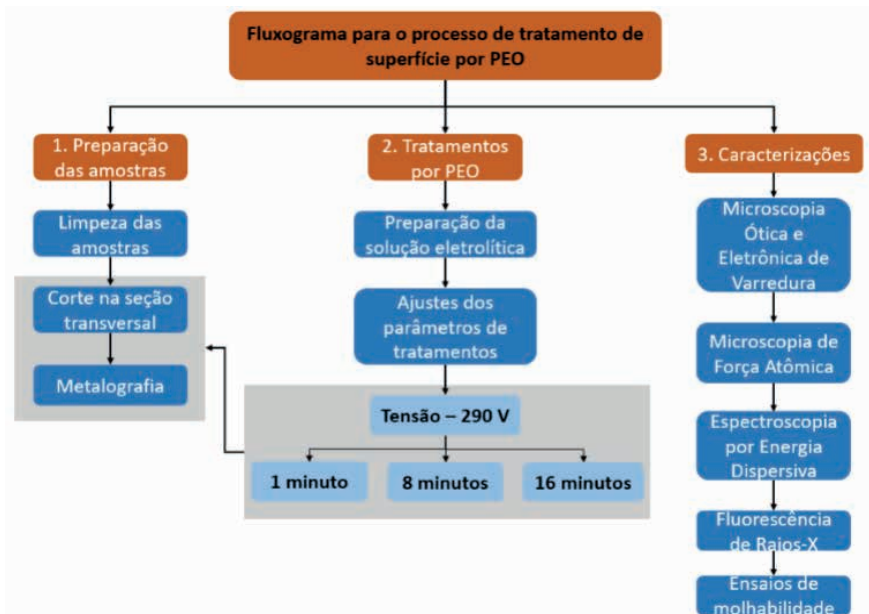 Fluxograma para o processo de tratamento de
superfície por PEO
1. Preparação
das amostras
Limpeza das
amostras
Corte na seção
transversal
Metalografia
2. Tratamentos
por PEO
Preparação da
solução eletrolítica
Ajustes dos
parâmetros de
tratamentos
Tensão – 290 V
1 minuto
8 minutos
16 minutos
3. Caracterizações
Microscopia
Ótica e
Eletrônica de
Varredura
Microscopia de
Força Atômica
Espectroscopia
por Energia
Dispersiva
Fluorescência
de Raios-X
Ensaios de
molhabilidade